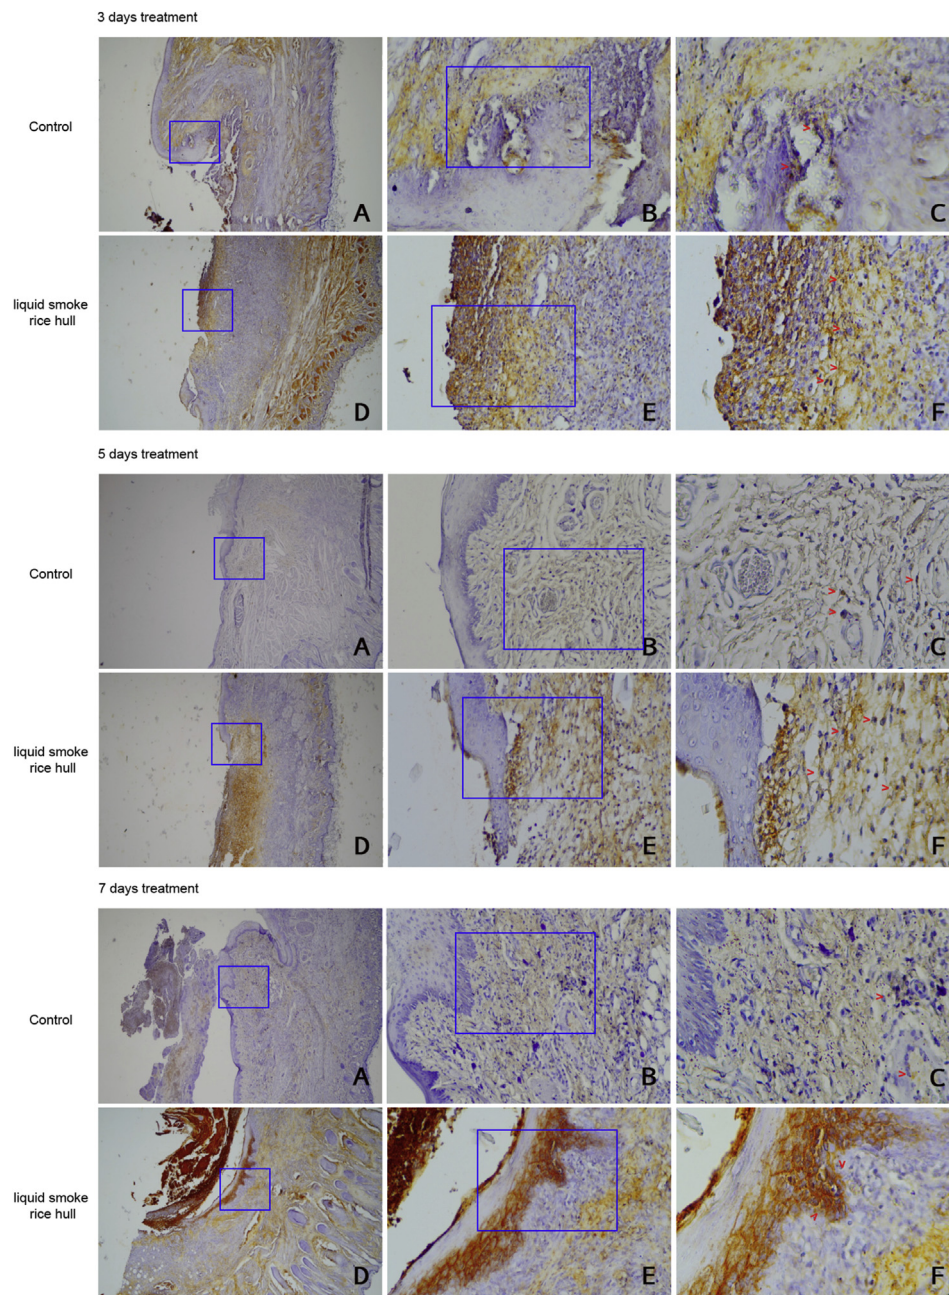 3 days treatment
Control
A
B
C
liquid smoke
rice hull
D
E
F
5 days treatment
Control
A
B
C
liquid smoke
rice hull
D
E
F
7 days treatment
Control
A
B
C
liquid smoke
rice hull
D
E
F